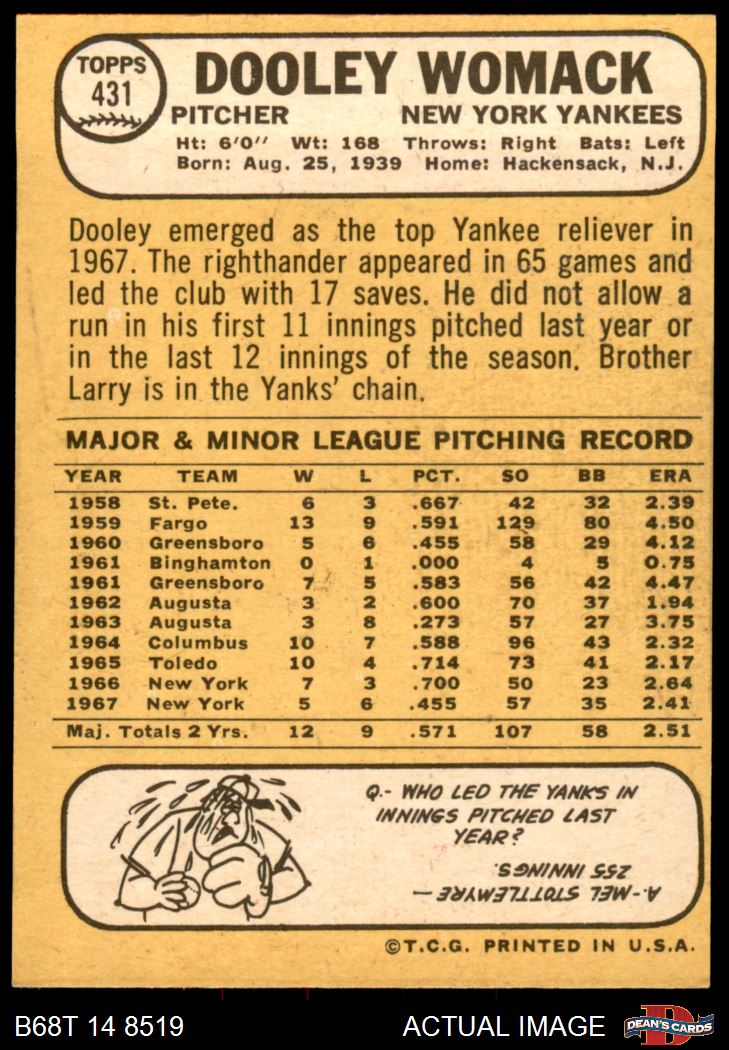 TOPPS
431
DOOLEY WOMACK
PITCHER NEW YORK YANKEES
Ht: 6'0" Wt: 168 Throws: Right Bats: Left
Born: Aug. 25, 1939 Home: Hackensack, N.J.
Dooley emerged as the top Yankee reliever in
1967. The righthander appeared in 65 games and
led the club with 17 saves. He did not allow a
run in his first 11 innings pitched last year or
in the last 12 innings of the season. Brother
Larry is in the Yanks' chain.
MAJOR & MINOR LEAGUE PITCHING RECORD
YEAR TEAM W L PCT. SO BB ERA
1958 St. Pete. 6 3 .667 42 32 2.39
1959 Fargo 13 9 .591 129 80 4.50
1960 Greensboro 5 6 .455 58 29 4.12
1961 Binghamton 0 1 .000 4 5 0.75
1961 Greensboro 7 5 .583 56 42 4.47
1962 Augusta 3 2 .600 70 37 1.94
1963 Augusta 3 8 .273 57 27 3.75
1964 Columbus 10 7 .588 96 43 2.32
1965 Toledo 10 4 .714 73 41 2.17
1966 New York 7 3 .700 50 23 2.64
1967 New York 5 6 .455 57 35 2.41
Maj. Totals 2 Yrs. 12 9 .571 107 58 2.51
Q.- WHO LED THE YANKS IN
INNINGS PITCHED LAST
YEAR?
A.- MEL STOTTLEMYRE —
255 INNINGS.
©T.C.G. PRINTED IN U.S.A.
B68T 14 8519 ACTUAL IMAGE
D
DEAN'S CARDS